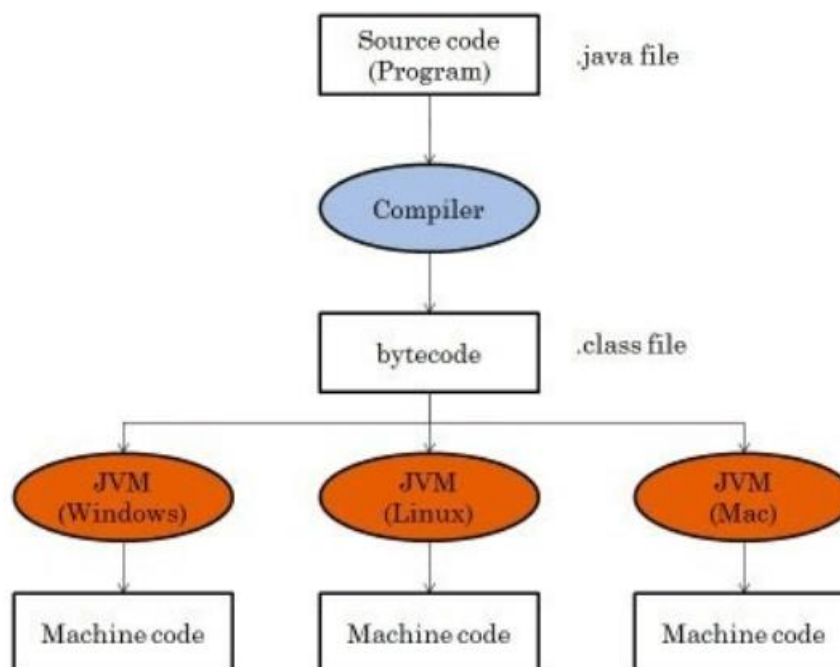 Source code
(Program)
.java file
Compiler
bytecode
.class file
JVM
(Windows)
JVM
(Linux)
JVM
(Mac)
Machine code
Machine code
Machine code